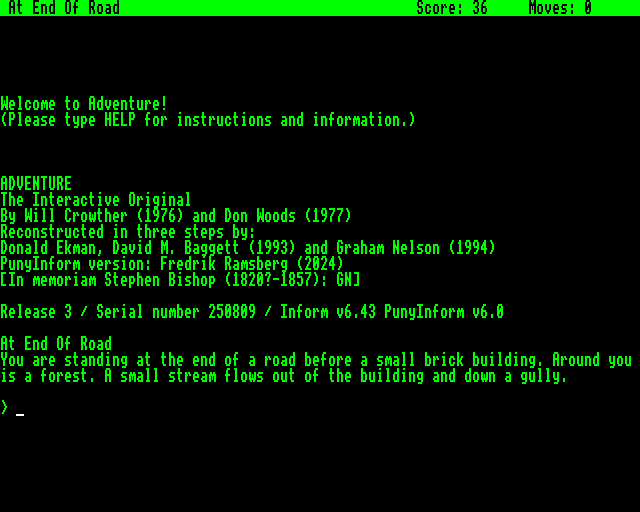 At End Of Road Score: 36 Moves: 0
Welcome to Adventure!
(Please type HELP for instructions and information.)
ADVENTURE
The Interactive Original
By Will Crowther (1976) and Don Woods (1977)
Reconstructed in three steps by:
Donald Ekman, David M. Baggett (1993) and Graham Nelson (1994)
PunyInform version: Fredrik Ramsberg (2024)
[In memoriam Stephen Bishop (1820?-1857): GN]
Release 3 / Serial number 250809 / Inform v6.43 PunyInform v6.0
At End Of Road
You are standing at the end of a road before a small brick building. Around you
is a forest. A small stream flows out of the building and down a gully.
> _